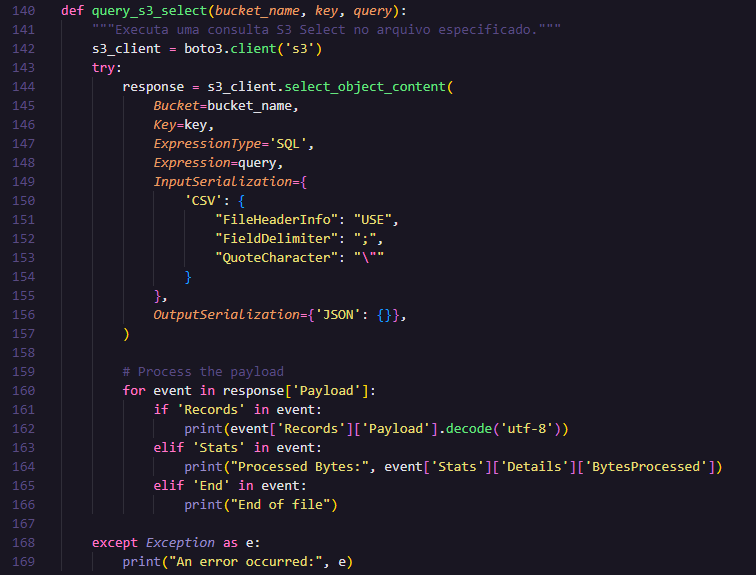 140 def query_s3_select(bucket_name, key, query):
141     """Executa uma consulta S3 Select no arquivo especificado."""
142     s3_client = boto3.client('s3')
143     try:
144         response = s3_client.select_object_content(
145             Bucket=bucket_name,
146             Key=key,
147             ExpressionType='SQL',
148             Expression=query,
149             InputSerialization={
150                 'CSV': {
151                     "FileHeaderInfo": "USE",
152                     "FieldDelimiter": ";",
153                     "QuoteCharacter": "\""
154                 }
155             },
156             OutputSerialization={'JSON': {}},
157         )
158
159         # Process the payload
160         for event in response['Payload']:
161             if 'Records' in event:
162                 print(event['Records']['Payload'].decode('utf-8'))
163             elif 'Stats' in event:
164                 print("Processed Bytes:", event['Stats']['Details']['BytesProcessed'])
165             elif 'End' in event:
166                 print("End of file")
167
168     except Exception as e:
169         print("An error occurred:", e)